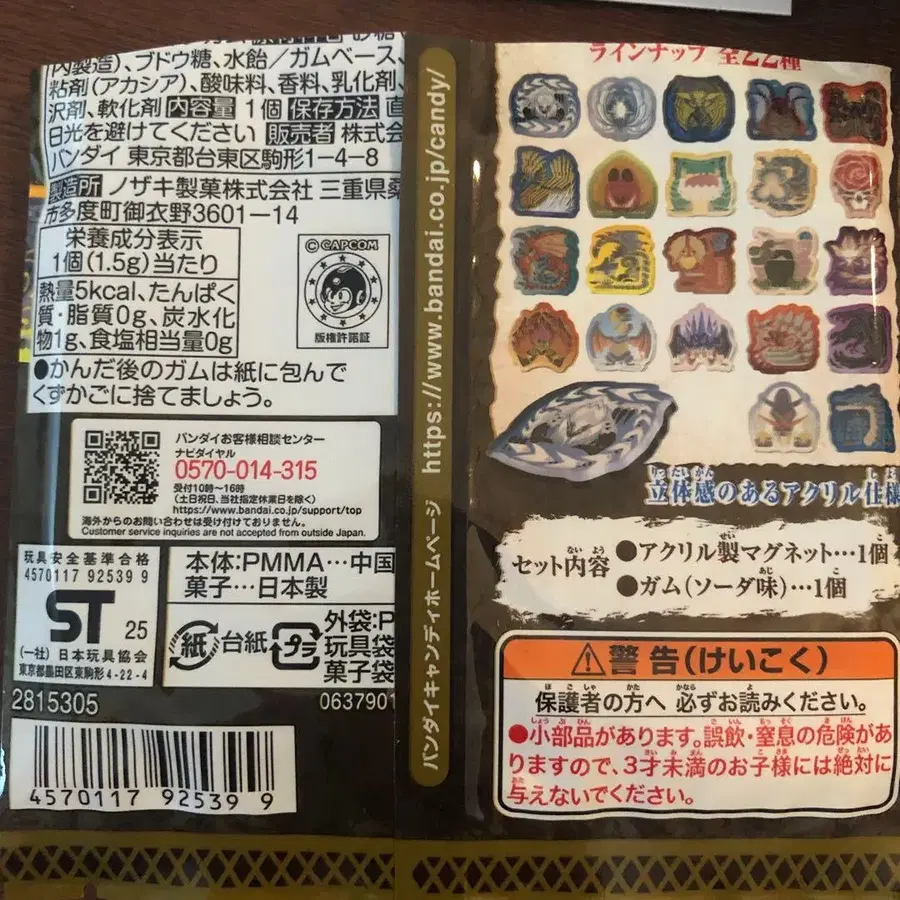 内製造)、ブドウ糖、水飴/ガムベース、
粘剤(アカシア)、酸味料、香料、乳化剤、
沢剤、軟化剤 内容量 1個 保存方法 直
日光を避けてください 販売者 株式会
バンダイ 東京都台東区駒形1-4-8
製造所 ノザキ製菓株式会社 三重県桑
市多度町御衣野3601-14
栄養成分表示
1個(1.5g)当たり
熱量5kcal、たんぱく
質・脂質0g、炭水化
物1g、食塩相当量0g
©CAPCOM
版権許諾証
●かんだ後のガムは紙に包んで
くずかごに捨てましょう。
バンダイお客様相談センター
ナビダイヤル
0570-014-315
受付10時~16時
(土日祝日、当社指定休業日を除く)
https://www.bandai.co.jp/support/top
海外からのお問い合わせは受け付けておりません。
Customer service inquiries are not accepted from outside Japan.
玩具安全基準合格
4570117 92539 9
ST 25
(一社)日本玩具協会
東京都墨田区東駒形4-22-4
本体:PMMA…中国
菓子…日本製
紙 台紙 プラ
外袋:P
玩具袋
菓子袋
2815305
0637901
4570117 92539 9
バンダイキャンディホームページ https://www.bandai.co.jp/candy/
ラインナップ 全22種
立体感のあるアクリル仕様
セット内容
●アクリル製マグネット…1個
●ガム(ソーダ味)…1個
⚠警告(けいこく)
保護者の方へ 必ずお読みください。
●小部品があります。誤飲・窒息の危険があ
りますので、3才未満のお子様には絶対に
与えないでください。